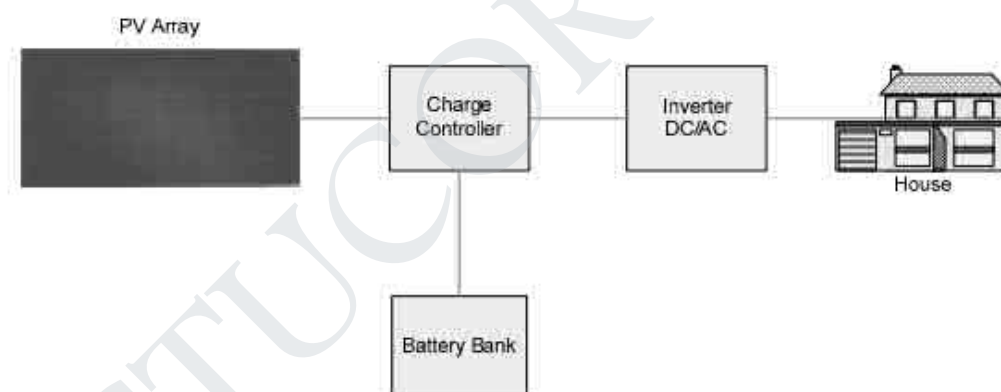 PV Array
Charge
Controller
Inverter
DC/AC
House
Battery Bank